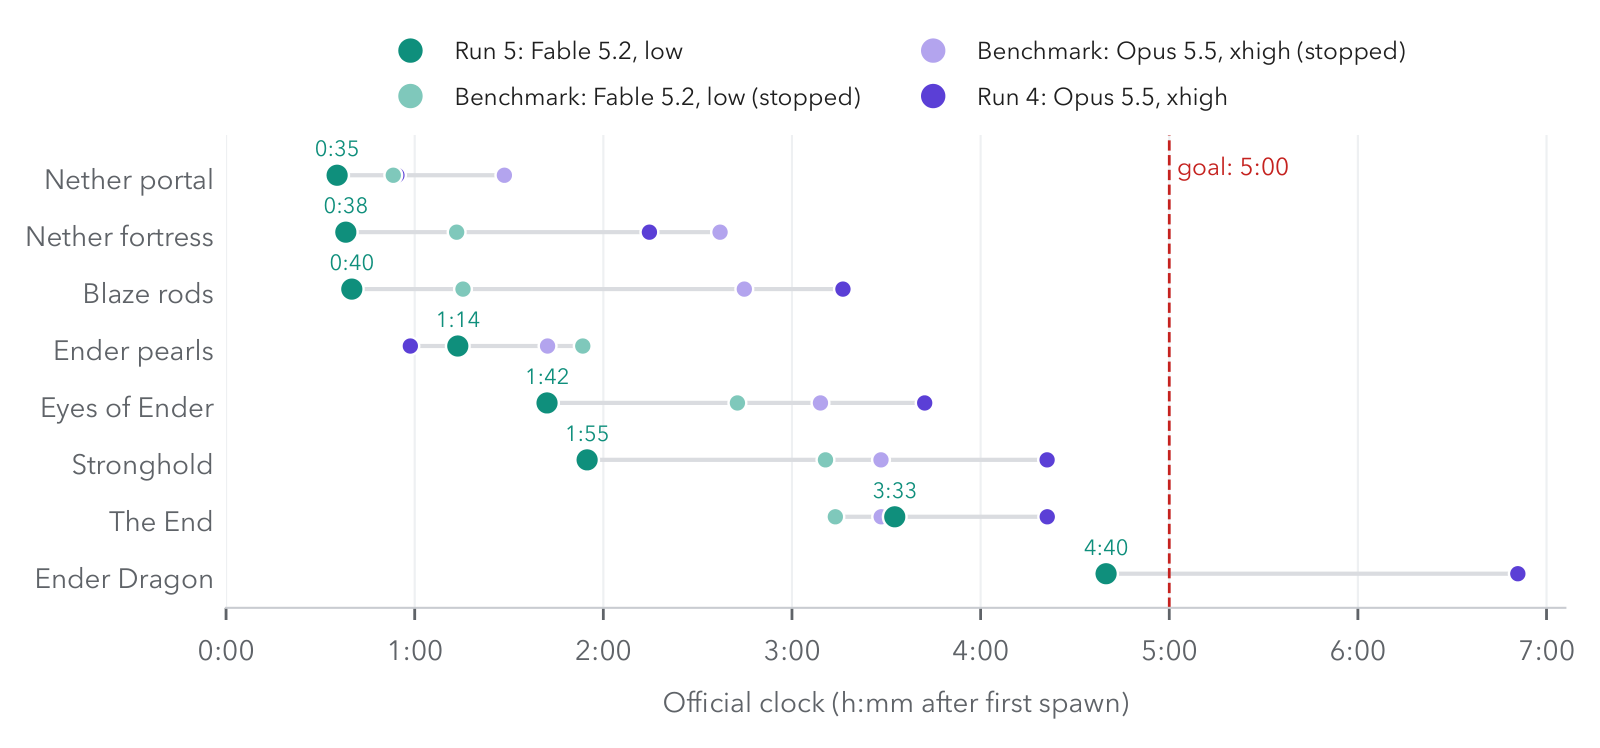 Run 5: Fable 5.2, low
Benchmark: Opus 5.5, xhigh (stopped)
Benchmark: Fable 5.2, low (stopped)
Run 4: Opus 5.5, xhigh
0:35
goal: 5:00
Nether portal
0:38
Nether fortress
0:40
Blaze rods
1:14
Ender pearls
1:42
Eyes of Ender
1:55
Stronghold
3:33
The End
4:40
Ender Dragon
0:00 1:00 2:00 3:00 4:00 5:00 6:00 7:00
Official clock (h:mm after first spawn)